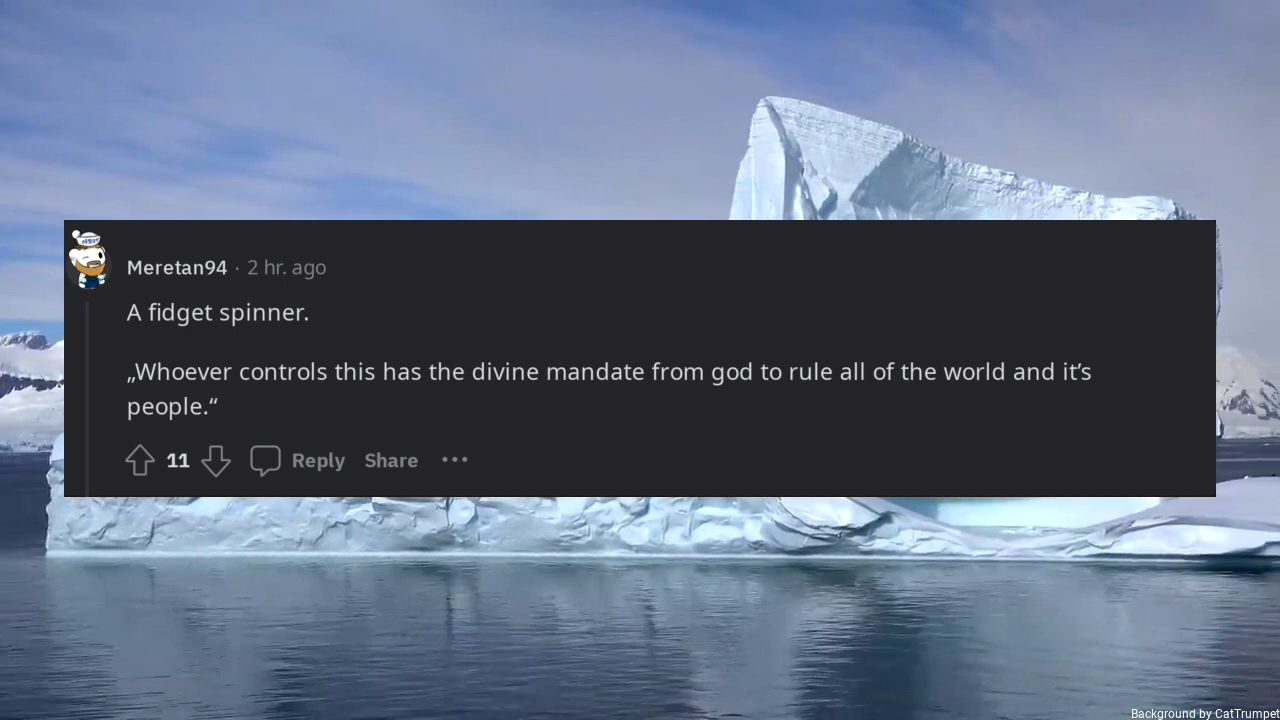 Meretan94 · 2 hr. ago
A fidget spinner.
„Whoever controls this has the divine mandate from god to rule all of the world and it’s
people.“
11 Reply Share •••
Background by CatTrumpet